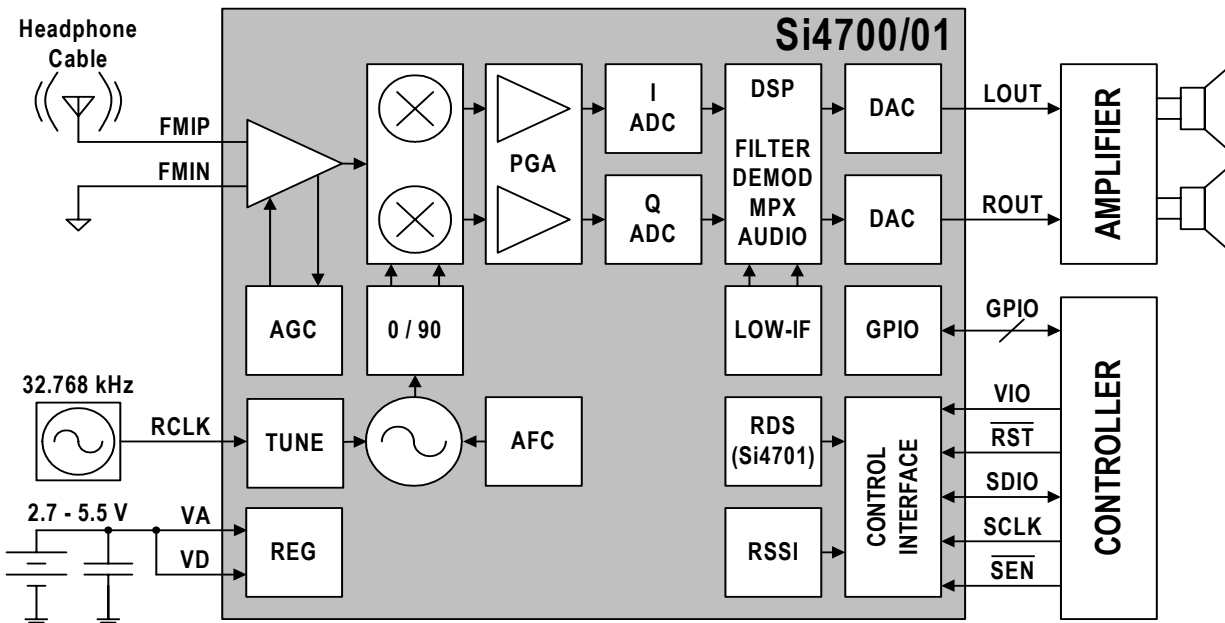 Si4700/01
Headphone
Cable
FMIP
FMIN
PGA
I
ADC
Q
ADC
DSP
FILTER
DEMOD
MPX
AUDIO
DAC
DAC
LOUT
ROUT
AMPLIFIER
AGC
0 / 90
LOW-IF
GPIO
GPIO
32.768 kHz
RCLK
TUNE
AFC
RDS
(Si4701)
CONTROL
INTERFACE
VIO
RST
SDIO
SCLK
SEN
CONTROLLER
2.7 - 5.5 V
VA
VD
REG
RSSI